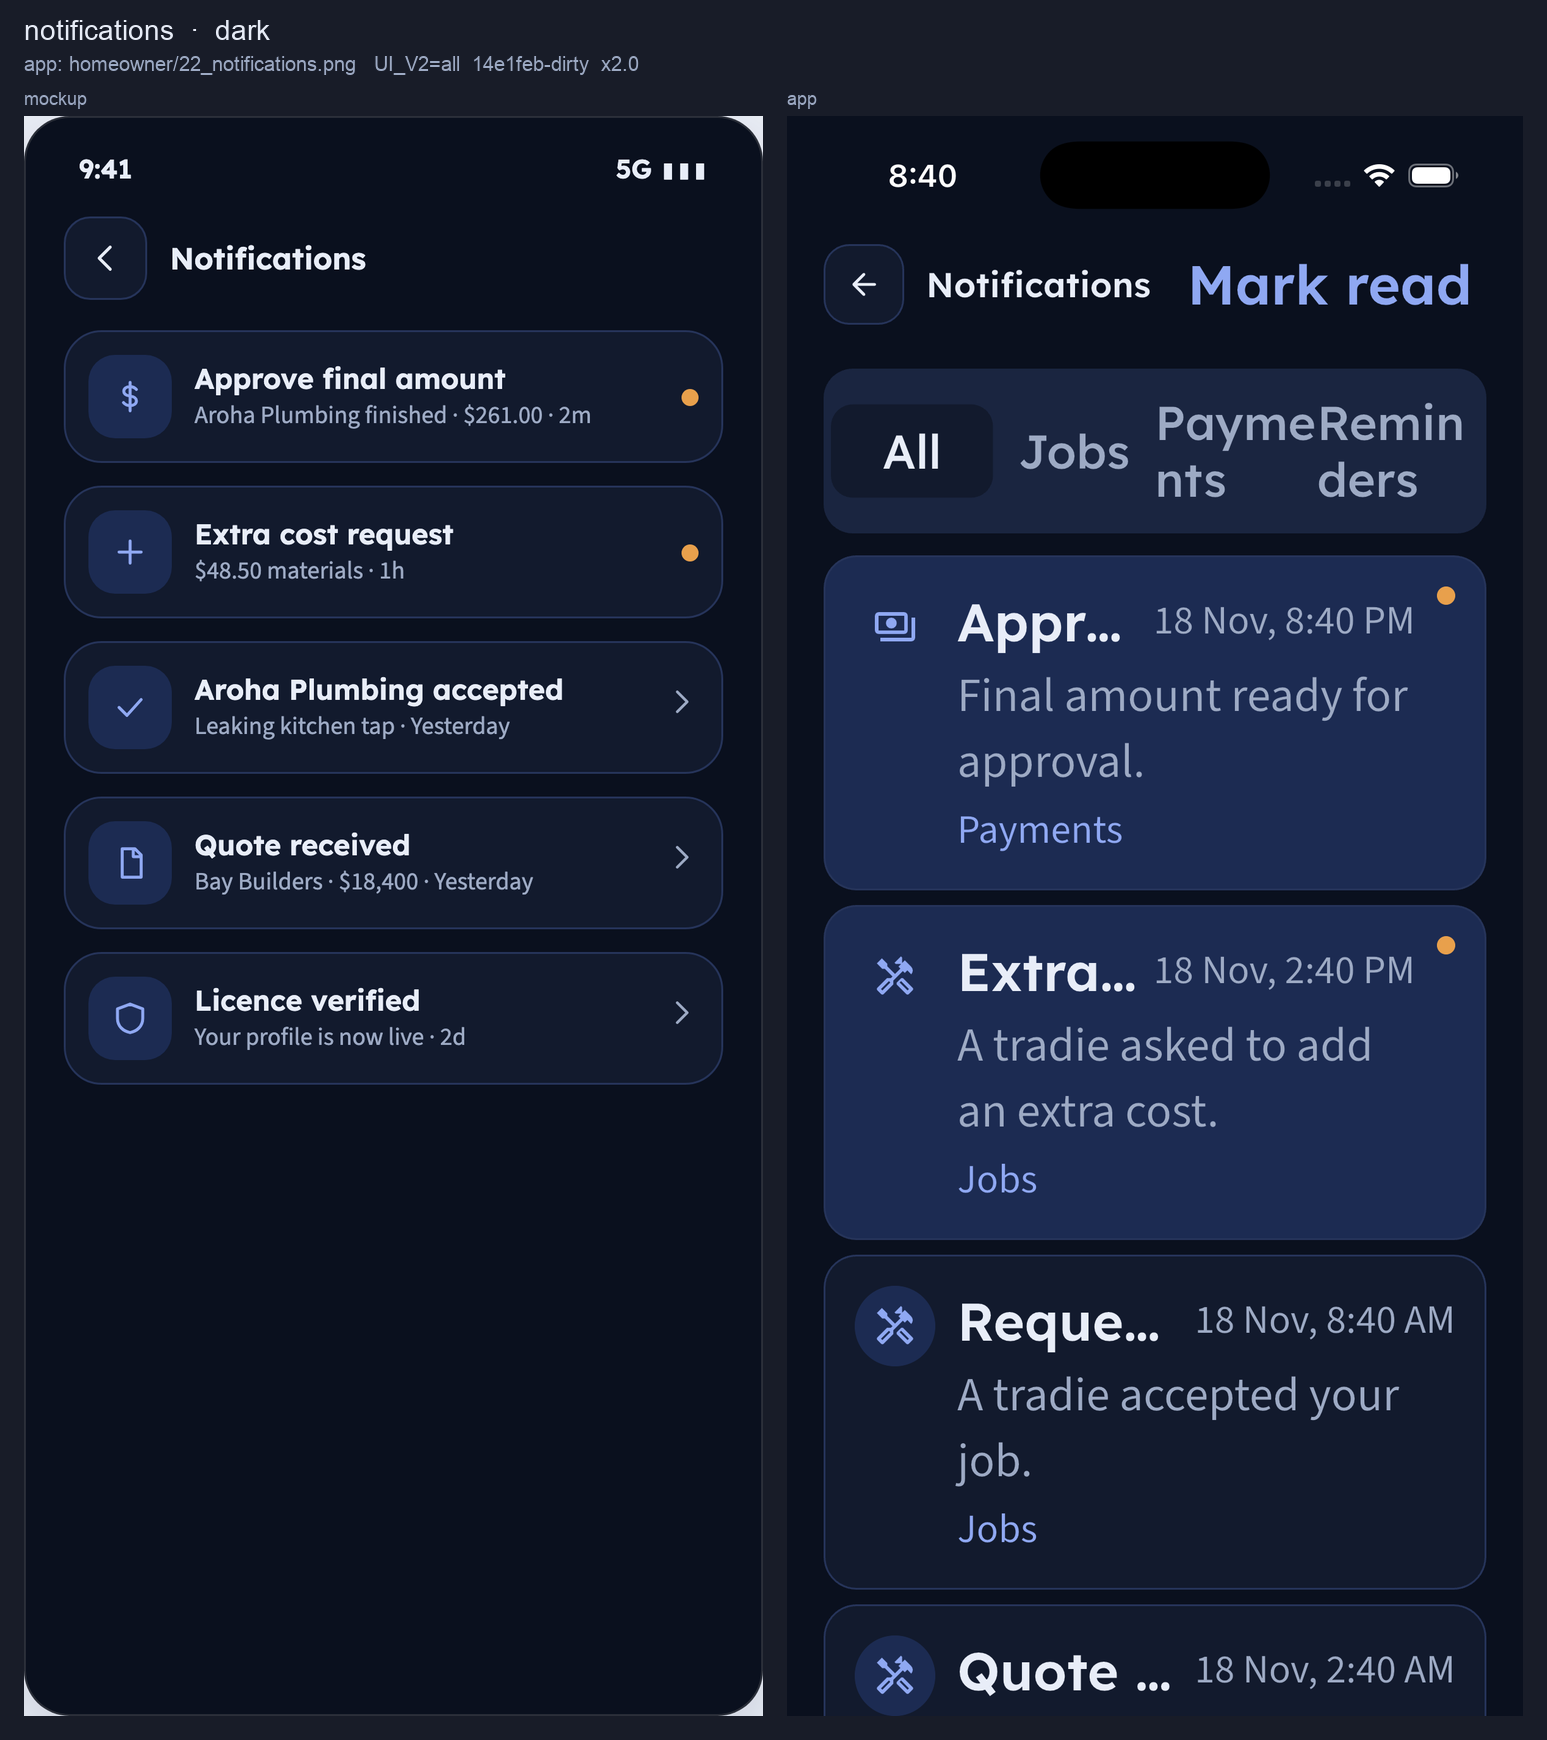 notifications · dark
app: homeowner/22_notifications.png UI_V2=all 14e1feb-dirty x2.0
mockup
9:41
5G
Notifications
$
Approve final amount
Aroha Plumbing finished · $261.00 · 2m
Extra cost request
$48.50 materials · 1h
Aroha Plumbing accepted
Leaking kitchen tap · Yesterday
Quote received
Bay Builders · $18,400 · Yesterday
Licence verified
Your profile is now live · 2d
app
8:40
Notifications
Mark read
All
Jobs
Payme
nts
Remin
ders
Appr...
18 Nov, 8:40 PM
Final amount ready for
approval.
Payments
Extra...
18 Nov, 2:40 PM
A tradie asked to add
an extra cost.
Jobs
Reque...
18 Nov, 8:40 AM
A tradie accepted your
job.
Jobs
Quote ...
18 Nov, 2:40 AM